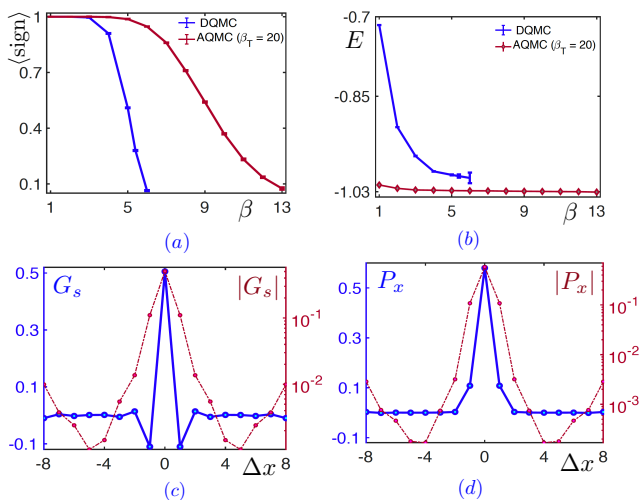 ⟨sign⟩
1
0.7
0.4
0.1
DQMC
AQMC (β_T = 20)
1 5 9 13
β
(a)
E
-0.7
-0.85
-1.03
DQMC
AQMC (β_T = 20)
1 5 9 13
β
(b)
G_s
|G_s|
0.5
0.3
0.1
-0.1
10⁻¹
10⁻²
-8 -4 0 4 8
Δx
(c)
P_x
|P_x|
0.5
0.3
0.1
-0.1
10⁻¹
10⁻²
10⁻³
-8 -4 0 4 8
Δx
(d)